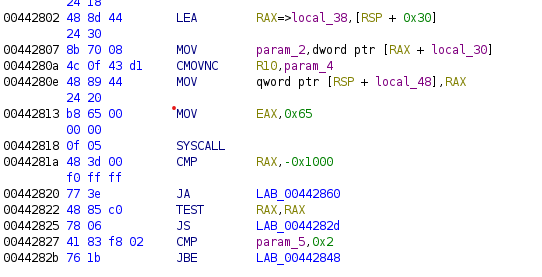 24 18
00442802 48 8d 44 LEA RAX=>local_38,[RSP + 0x30]
24 30
00442807 8b 70 08 MOV param_2,dword ptr [RAX + local_30]
0044280a 4c 0f 43 d1 CMOVNC R10,param_4
0044280e 48 89 44 MOV qword ptr [RSP + local_48],RAX
24 20
00442813 b8 65 00 MOV EAX,0x65
00 00
00442818 0f 05 SYSCALL
0044281a 48 3d 00 CMP RAX,-0x1000
f0 ff ff
00442820 77 3e JA LAB_00442860
00442822 48 85 c0 TEST RAX,RAX
00442825 78 06 JS LAB_0044282d
00442827 41 83 f8 02 CMP param_5,0x2
0044282b 76 1b JBE LAB_00442848